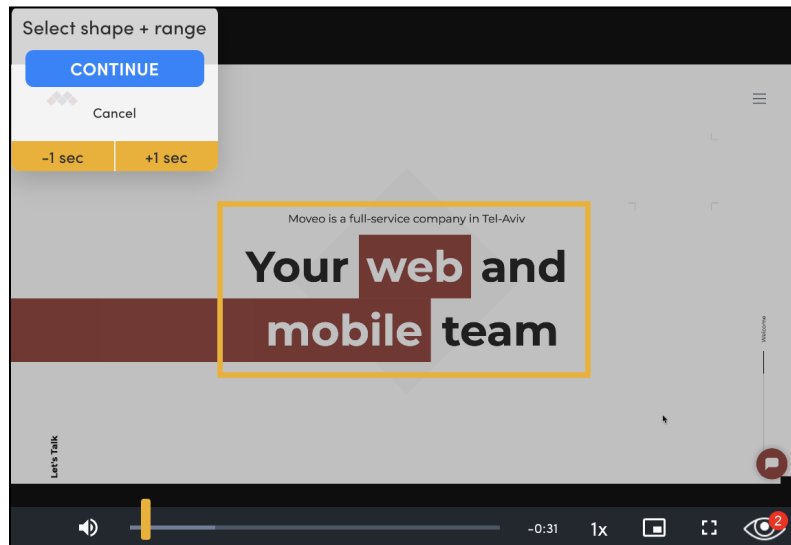 Select shape + range
CONTINUE
Cancel
-1 sec +1 sec
Moveo is a full-service company in Tel-Aviv
Your web and
mobile team
Welcome
Let's Talk
-0:31 1x 2